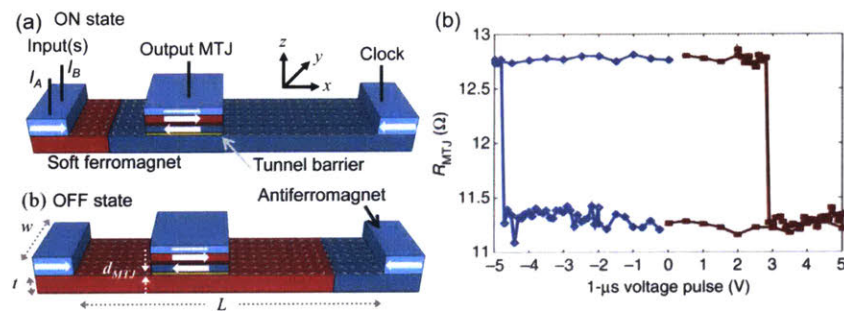 (a) ON state
Input(s)
I_A I_B
Output MTJ
z
y
x
Clock
Soft ferromagnet
Tunnel barrier
(b) OFF state
Antiferromagnet
w
t
d_MTJ
L
(b)
13
12.5
12
11.5
11
R_MTJ (Ω)
–5 –4 –3 –2 –1 0 1 2 3 4 5
1-μs voltage pulse (V)